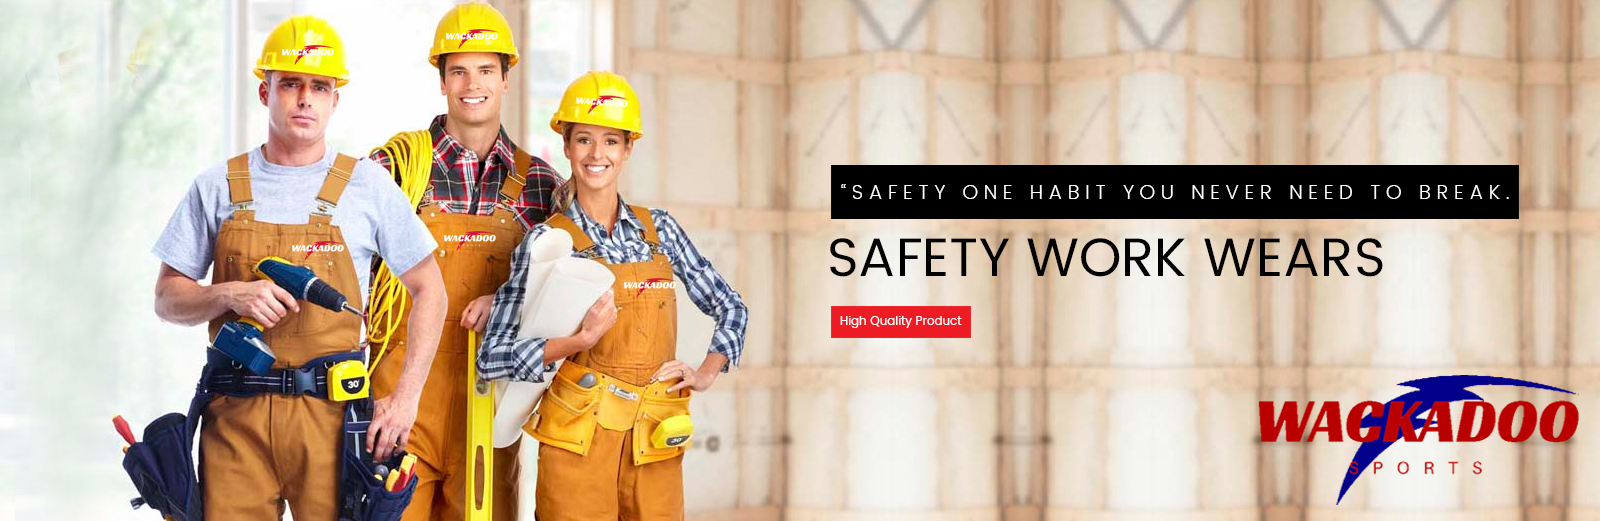 WACKADOO
WACKADOO
WACKADOO
WACKADOO
WACKADOO
WACKADOO
30'
30'
“SAFETY ONE HABIT YOU NEVER NEED TO BREAK.
SAFETY WORK WEARS
High Quality Product
WACKADOO
SPORTS